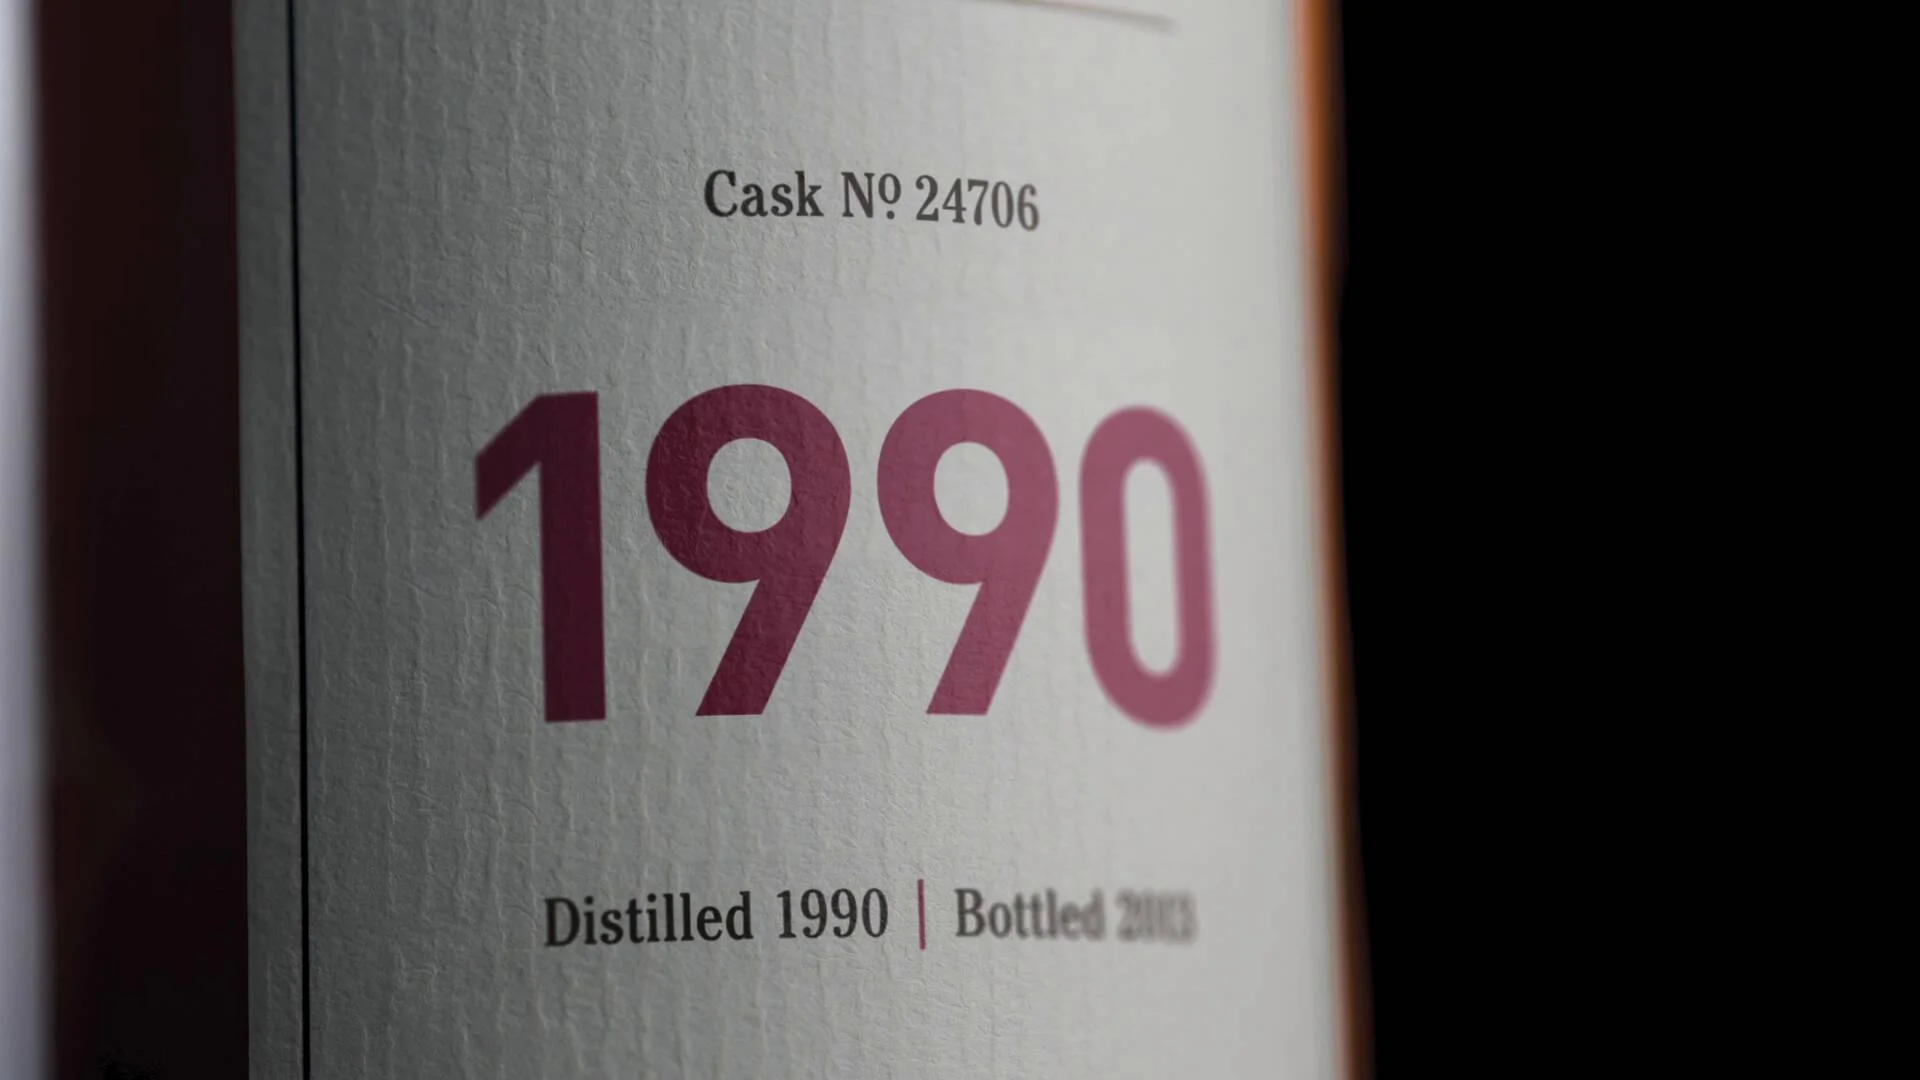 Cask Nº 24706
1990
Distilled 1990 | Bottled